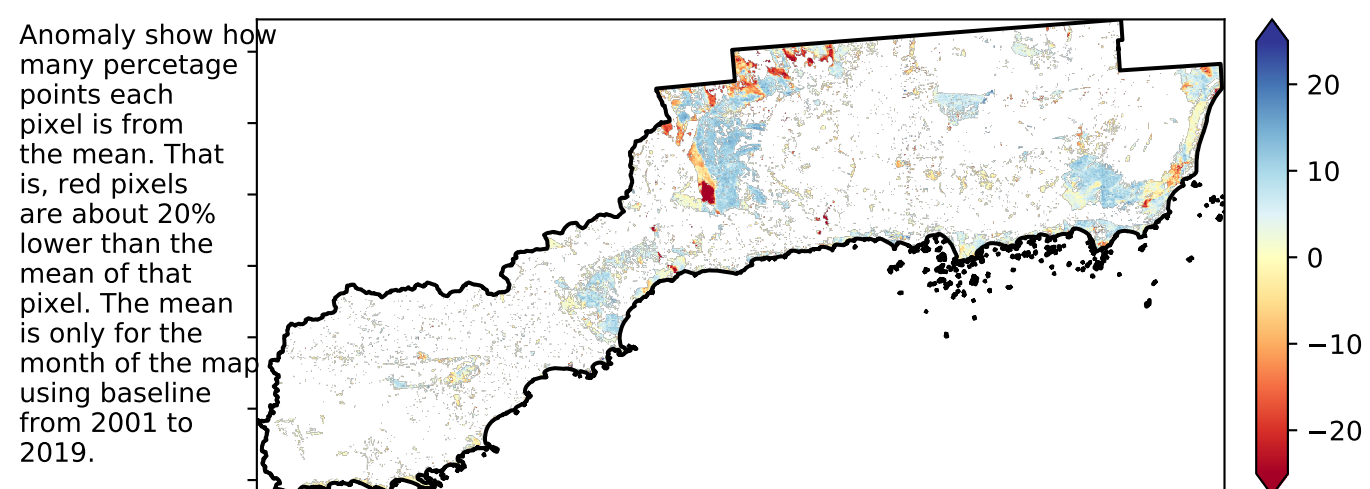 Anomaly show how
many percetage
points each
pixel is from
the mean. That
is, red pixels
are about 20%
lower than the
mean of that
pixel. The mean
is only for the
month of the map
using baseline
from 2001 to
2019.
20
10
0
−10
−20